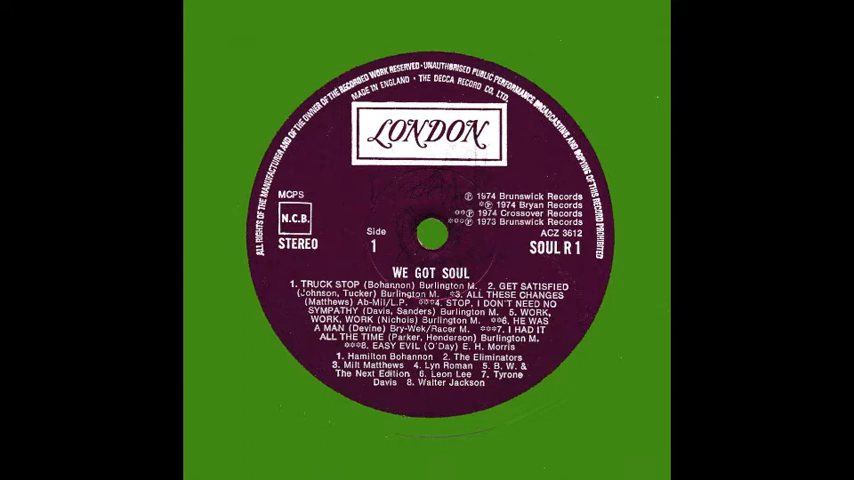 ALL RIGHTS OF THE MANUFACTURER AND OF THE OWNER OF THE RECORDED WORK RESERVED · UNAUTHORISED PUBLIC PERFORMANCE BROADCASTING AND COPYING OF THIS RECORD PROHIBITED
MADE IN ENGLAND · THE DECCA RECORD CO. LTD.
LONDON
MCPS
N.C.B.
STEREO
Side
1
℗ 1974 Brunswick Records
*℗ 1974 Bryan Records
**℗ 1974 Crossover Records
***℗ 1973 Brunswick Records
ACZ 3612
SOUL R 1
WE GOT SOUL
1. TRUCK STOP (Bohannon) Burlington M. 2. GET SATISFIED
(Johnson, Tucker) Burlington M. *3. ALL THESE CHANGES
(Matthews) Ab-Mil/L.P. ***4. STOP, I DON'T NEED NO
SYMPATHY (Davis, Sanders) Burlington M. 5. WORK,
WORK, WORK (Nichols) Burlington M. **6. HE WAS
A MAN (Devine) Bry-Wek/Racer M. ***7. I HAD IT
ALL THE TIME (Parker, Henderson) Burlington M.
***8. EASY EVIL (O'Day) E. H. Morris
1. Hamilton Bohannon 2. The Eliminators
3. Milt Matthews 4. Lyn Roman 5. B. W. &
The Next Edition 6. Leon Lee 7. Tyrone
Davis 8. Walter Jackson